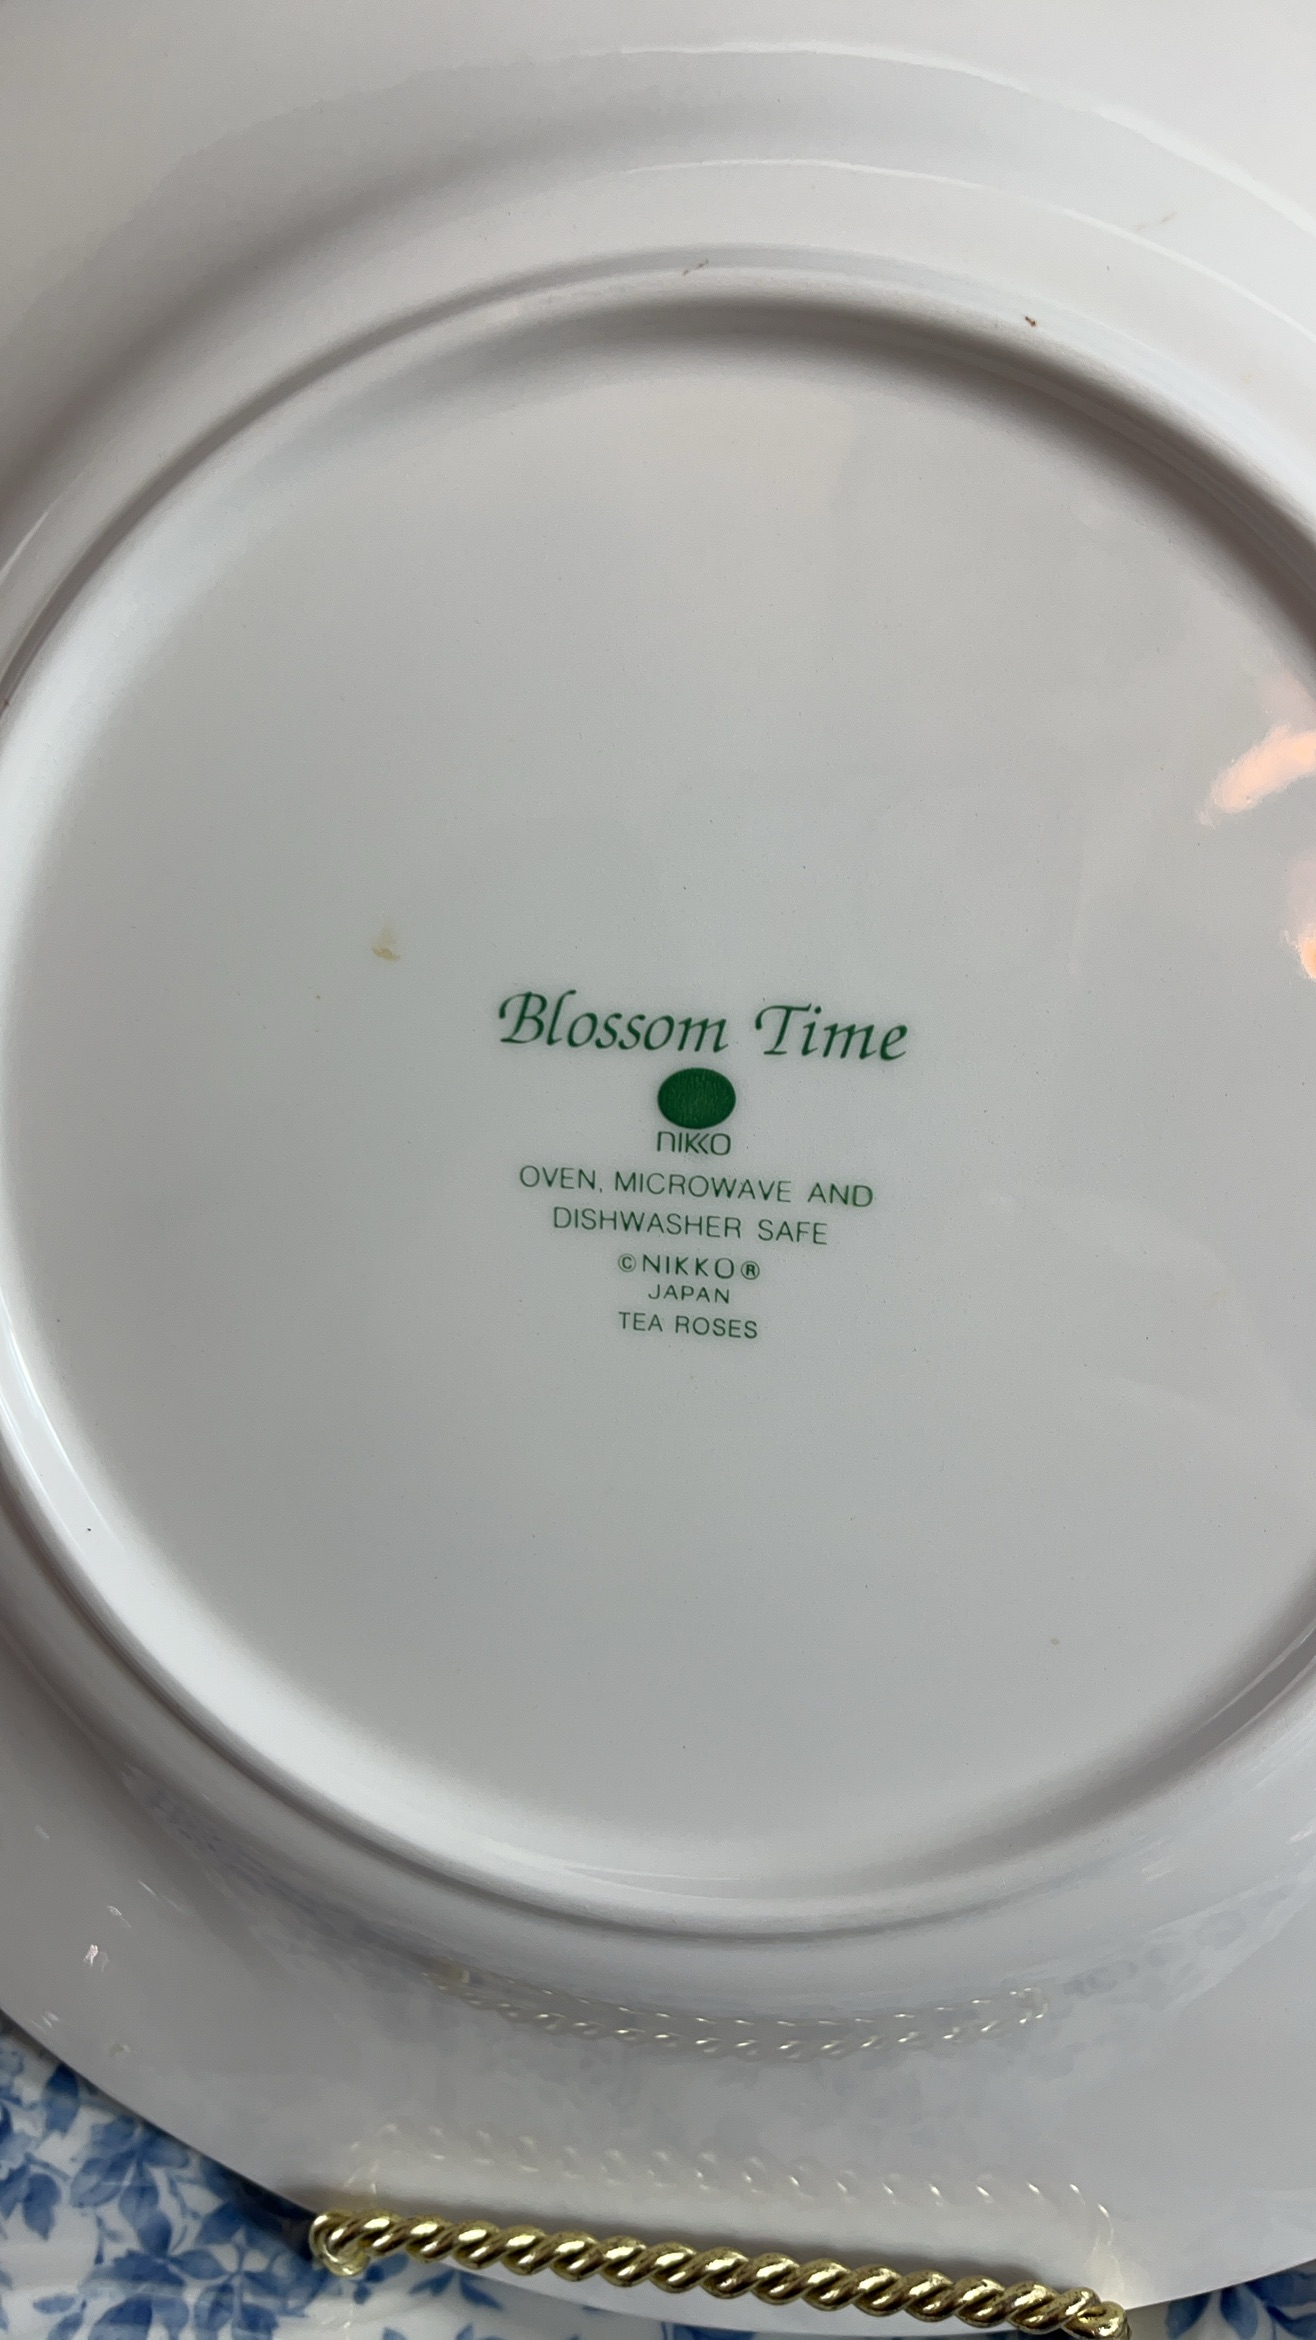 Blossom Time
NIKKO
OVEN, MICROWAVE AND
DISHWASHER SAFE
©NIKKO®
JAPAN
TEA ROSES